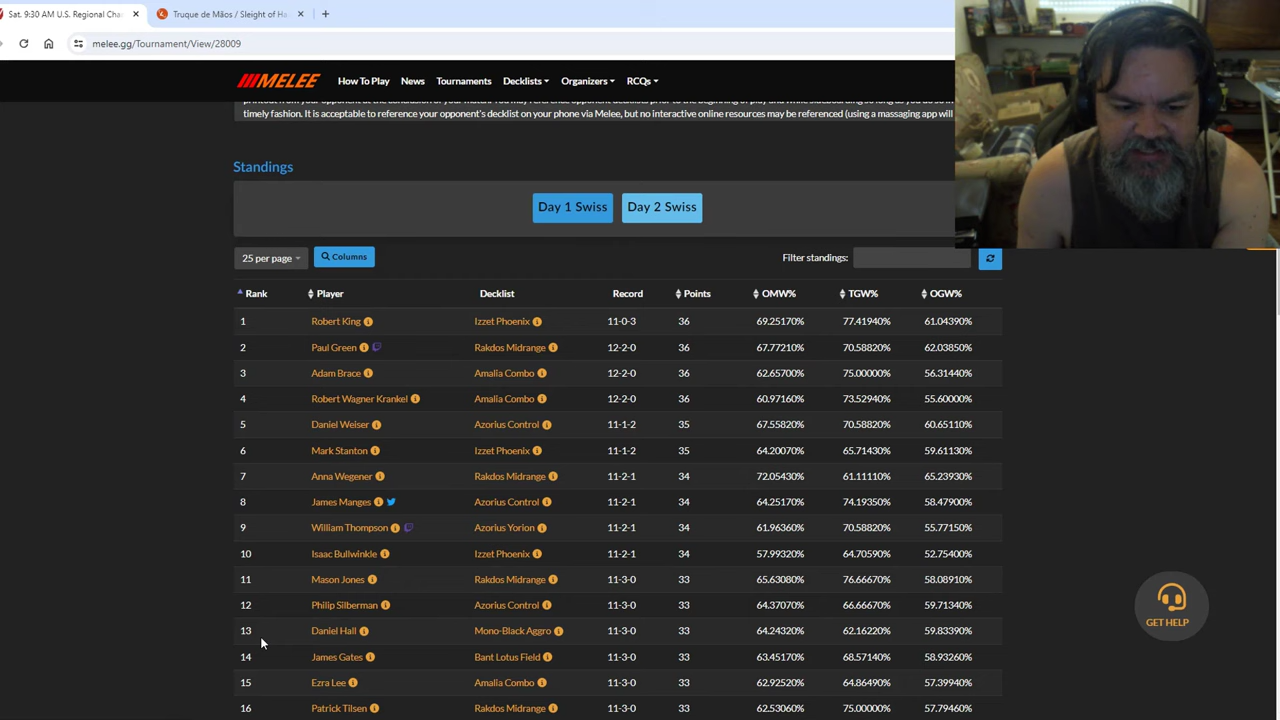 Sat. 9:30 AM U.S. Regional Cha
Truque de Mãos / Sleight of Ha
melee.gg/Tournament/View/28009
MELEE How To Play News Tournaments Decklists Organizers RCQs
timely fashion. It is acceptable to reference your opponent's decklist on your phone via Melee, but no interactive online resources may be referenced (using a massaging app will
Standings
Day 1 Swiss Day 2 Swiss
25 per page Columns Filter standings:
Rank Player Decklist Record Points OMW% TGW% OGW%
1 Robert King Izzet Phoenix 11-0-3 36 69.25170% 77.41940% 61.04390%
2 Paul Green Rakdos Midrange 12-2-0 36 67.77210% 70.58820% 62.03850%
3 Adam Brace Amalia Combo 12-2-0 36 62.65700% 75.00000% 56.31440%
4 Robert Wagner Krankel Amalia Combo 12-2-0 36 60.97160% 73.52940% 55.60000%
5 Daniel Weiser Azorius Control 11-1-2 35 67.55820% 70.58820% 60.65110%
6 Mark Stanton Izzet Phoenix 11-1-2 35 64.20070% 65.71430% 59.61130%
7 Anna Wegener Rakdos Midrange 11-2-1 34 72.05430% 61.11110% 65.23930%
8 James Manges Azorius Control 11-2-1 34 64.25170% 74.19350% 58.47900%
9 William Thompson Azorius Yorion 11-2-1 34 61.96360% 70.58820% 55.77150%
10 Isaac Bullwinkle Izzet Phoenix 11-2-1 34 57.99320% 64.70590% 52.75400%
11 Mason Jones Rakdos Midrange 11-3-0 33 65.63080% 76.66670% 58.08910%
12 Philip Silberman Azorius Control 11-3-0 33 64.37070% 66.66670% 59.71340%
13 Daniel Hall Mono-Black Aggro 11-3-0 33 64.24320% 62.16220% 59.83390%
14 James Gates Bant Lotus Field 11-3-0 33 63.45170% 68.57140% 58.93260%
15 Ezra Lee Amalia Combo 11-3-0 33 62.92520% 64.86490% 57.39940%
16 Patrick Tilsen Rakdos Midrange 11-3-0 33 62.53060% 75.00000% 57.79460%
GET HELP